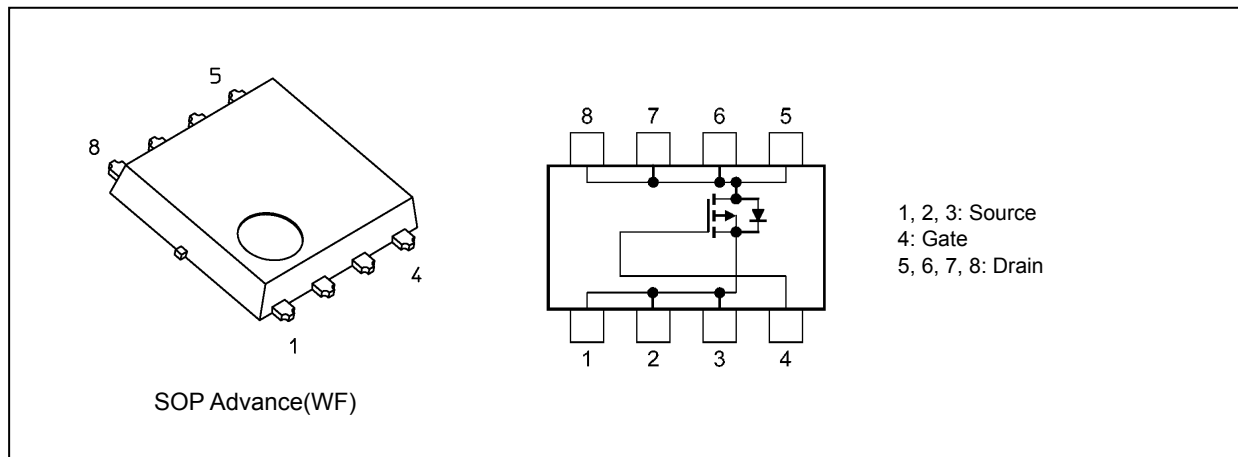 5
8
4
1
SOP Advance(WF)
8 7 6 5
1 2 3 4
1, 2, 3: Source
4: Gate
5, 6, 7, 8: Drain